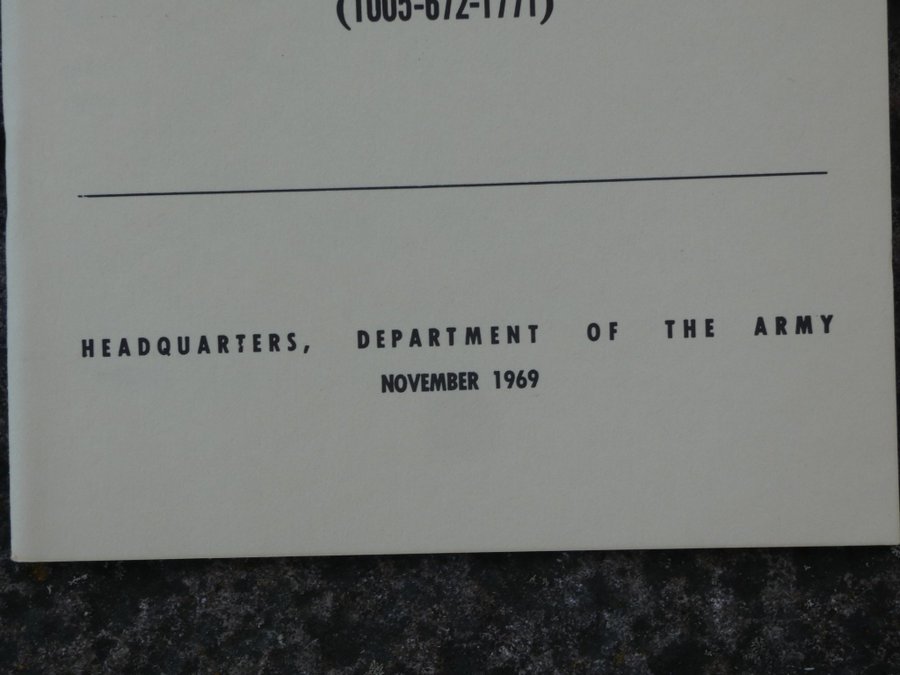 (1005-672-1771)
HEADQUARTERS, DEPARTMENT OF THE ARMY
NOVEMBER 1969